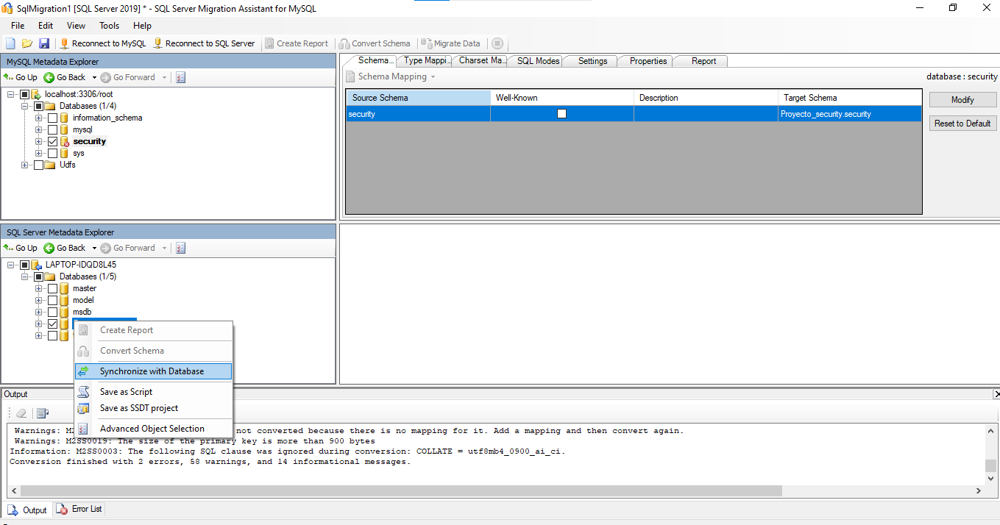 SqlMigration1 [SQL Server 2019] * - SQL Server Migration Assistant for MySQL
File Edit View Tools Help
Reconnect to MySQL Reconnect to SQL Server Create Report Convert Schema Migrate Data
MySQL Metadata Explorer
Go Up Go Back Go Forward
localhost:3306/root
Databases (1/4)
information_schema
mysql
security
sys
Udfs
Schema... Type Mappi... Charset Ma... SQL Modes Settings Properties Report
Schema Mapping
database : security
Source Schema Well-Known Description Target Schema
security Proyecto_security.security
Modify
Reset to Default
SQL Server Metadata Explorer
Go Up Go Back Go Forward
LAPTOP-IDQD8L45
Databases (1/5)
master
model
msdb
Create Report
Convert Schema
Synchronize with Database
Save as Script
Save as SSDT project
Advanced Object Selection
Output
Warnings: not converted because there is no mapping for it. Add a mapping and then convert again.
Warnings: M2SS0019: The size of the primary key is more than 900 bytes
Information: M2SS0003: The following SQL clause was ignored during conversion: COLLATE = utf8mb4_0900_ai_ci.
Conversion finished with 2 errors, 58 warnings, and 14 informational messages.
Output Error List